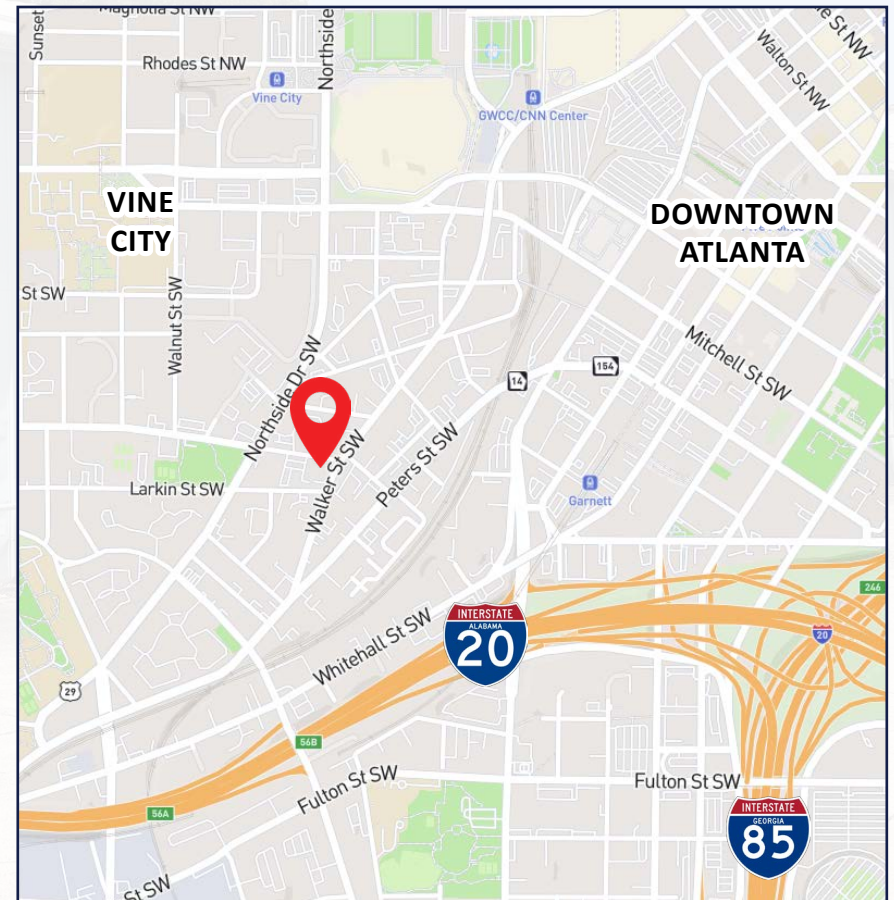 Magnolia St NW
Sunset
Northside
Rhodes St NW
Vine City
GWCC/CNN Center
Walton St NW
St NW
VINE
CITY
DOWNTOWN
ATLANTA
St SW
Walnut St SW
Northside Dr SW
Mitchell St SW
14
154
Walker St SW
Peters St SW
Larkin St SW
Garnett
246
INTERSTATE
ALABAMA
20
20
Whitehall St SW
29
56B
Fulton St SW
Fulton St SW
56A
INTERSTATE
GEORGIA
85
St SW